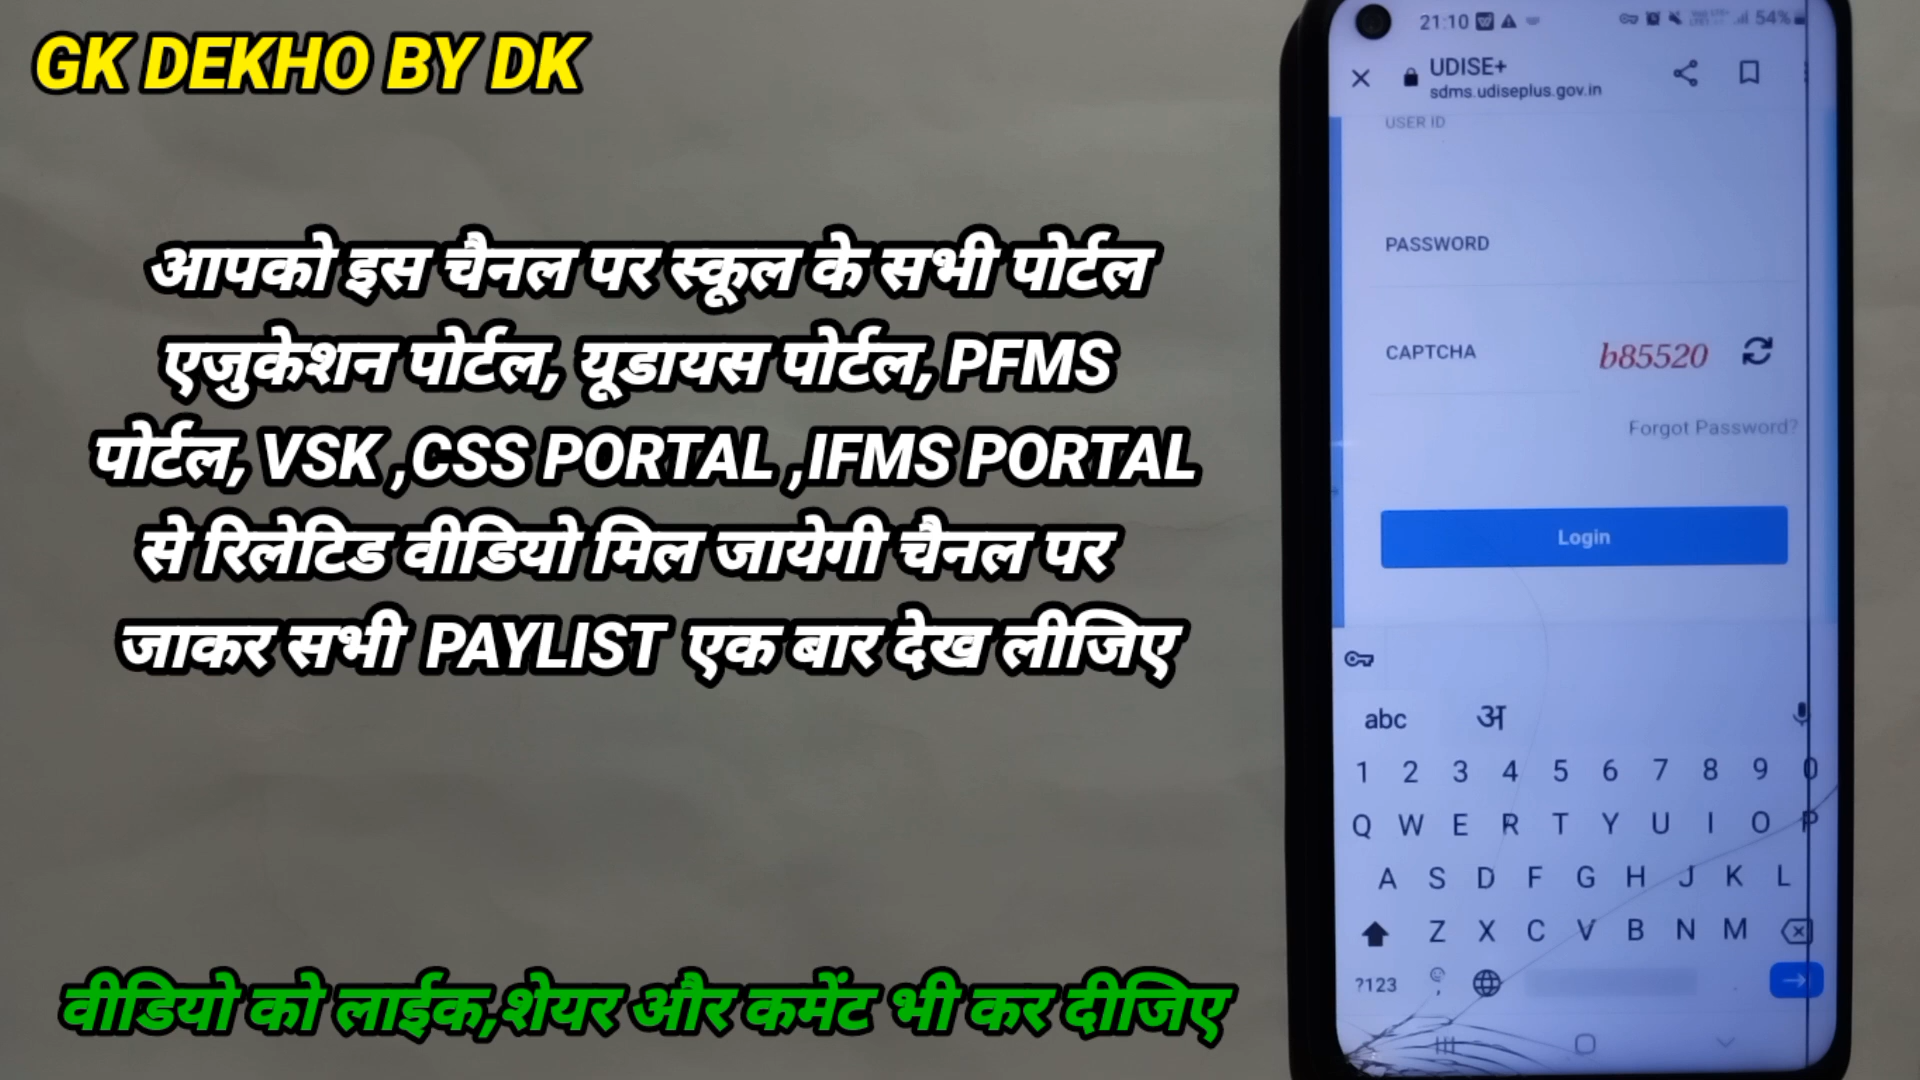 GK DEKHO BY DK
आपको इस चैनल पर स्कूल के सभी पोर्टल
एजुकेशन पोर्टल, यूडायस पोर्टल, PFMS
पोर्टल, VSK ,CSS PORTAL ,IFMS PORTAL
से रिलेटिड वीडियो मिल जायेगी चैनल पर
जाकर सभी PAYLIST एक बार देख लीजिए
वीडियो को लाईक,शेयर और कमेंट भी कर दीजिए
21:10
54%
UDISE+
sdms.udiseplus.gov.in
USER ID
PASSWORD
CAPTCHA b85520
Forgot Password?
Login
abc अ
1 2 3 4 5 6 7 8 9 0
Q W E R T Y U I O P
A S D F G H J K L
Z X C V B N M
?123